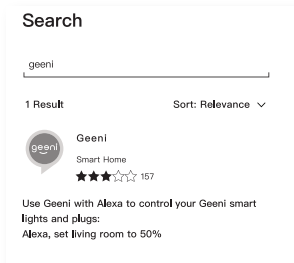 Search
geeni
1 Result Sort: Relevance
geeni
Geeni
Smart Home
157
Use Geeni with Alexa to control your Geeni smart
lights and plugs:
Alexa, set living room to 50%